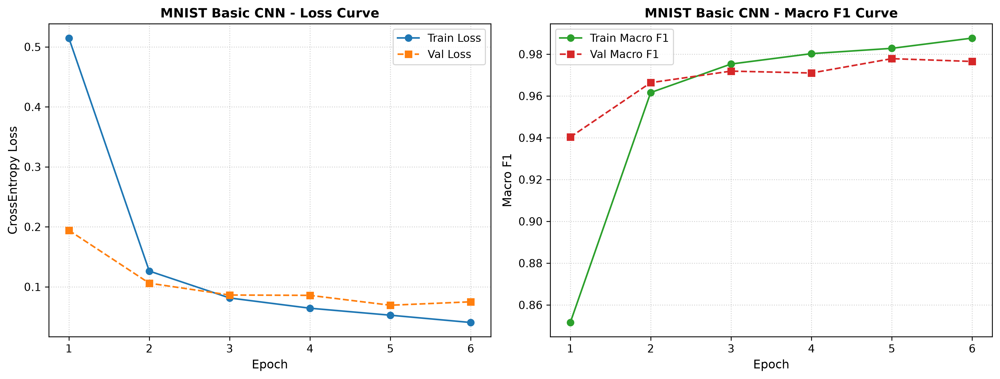 MNIST Basic CNN - Loss Curve
Train Loss
Val Loss
CrossEntropy Loss
0.5
0.4
0.3
0.2
0.1
1 2 3 4 5 6
Epoch
MNIST Basic CNN - Macro F1 Curve
Train Macro F1
Val Macro F1
Macro F1
0.98
0.96
0.94
0.92
0.90
0.88
0.86
1 2 3 4 5 6
Epoch